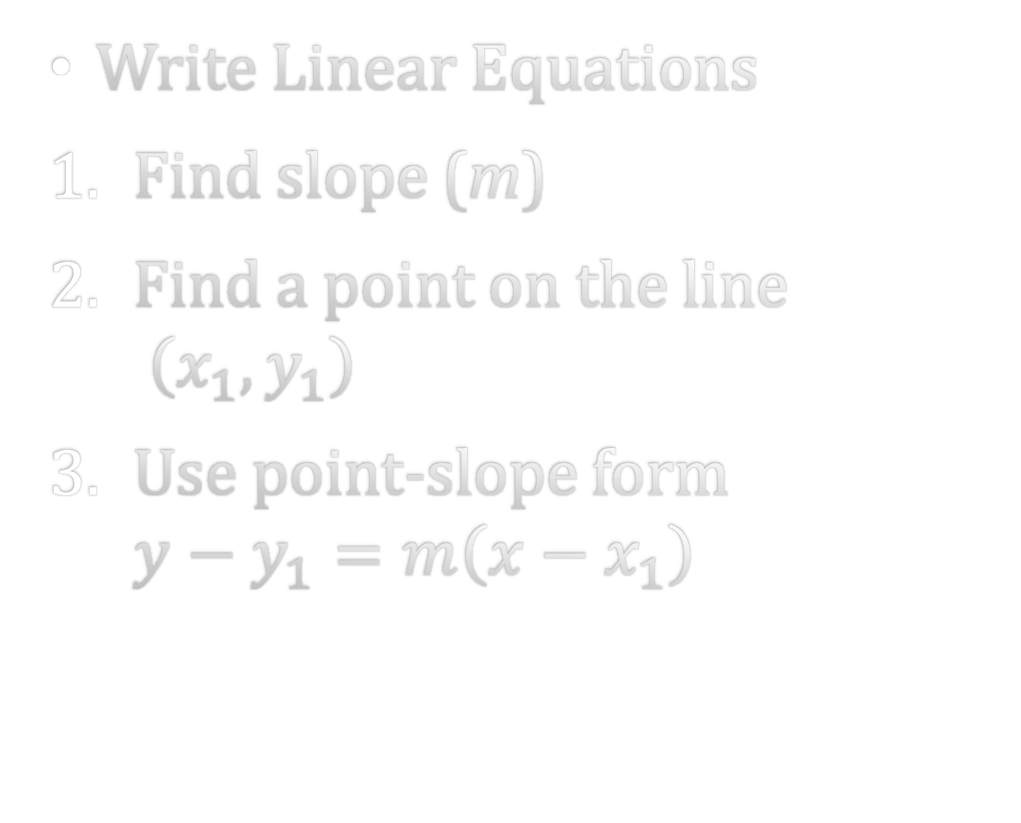 • Write Linear Equations
1. Find slope (m)
2. Find a point on the line
(x₁, y₁)
3. Use point-slope form
y − y₁ = m(x − x₁)